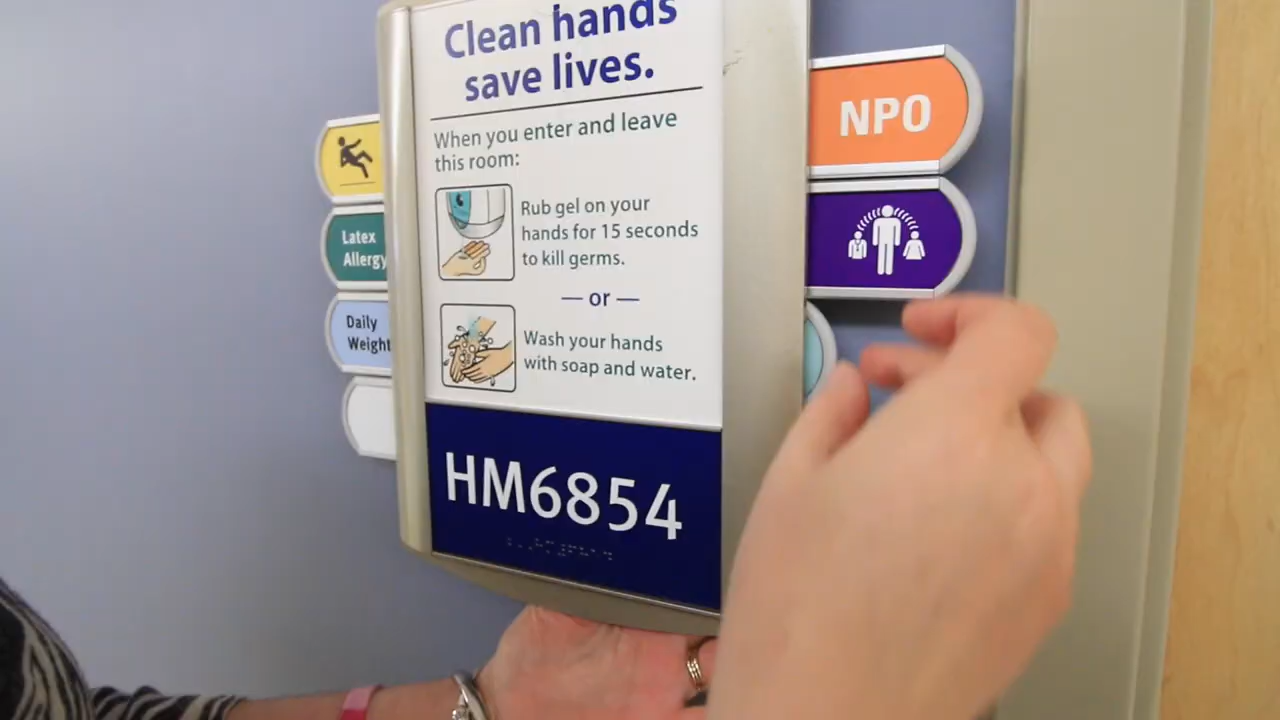 Clean hands
save lives.
When you enter and leave
this room:
Rub gel on your
hands for 15 seconds
to kill germs.
— or —
Wash your hands
with soap and water.
HM6854
Latex
Allergy
Daily
Weight
NPO